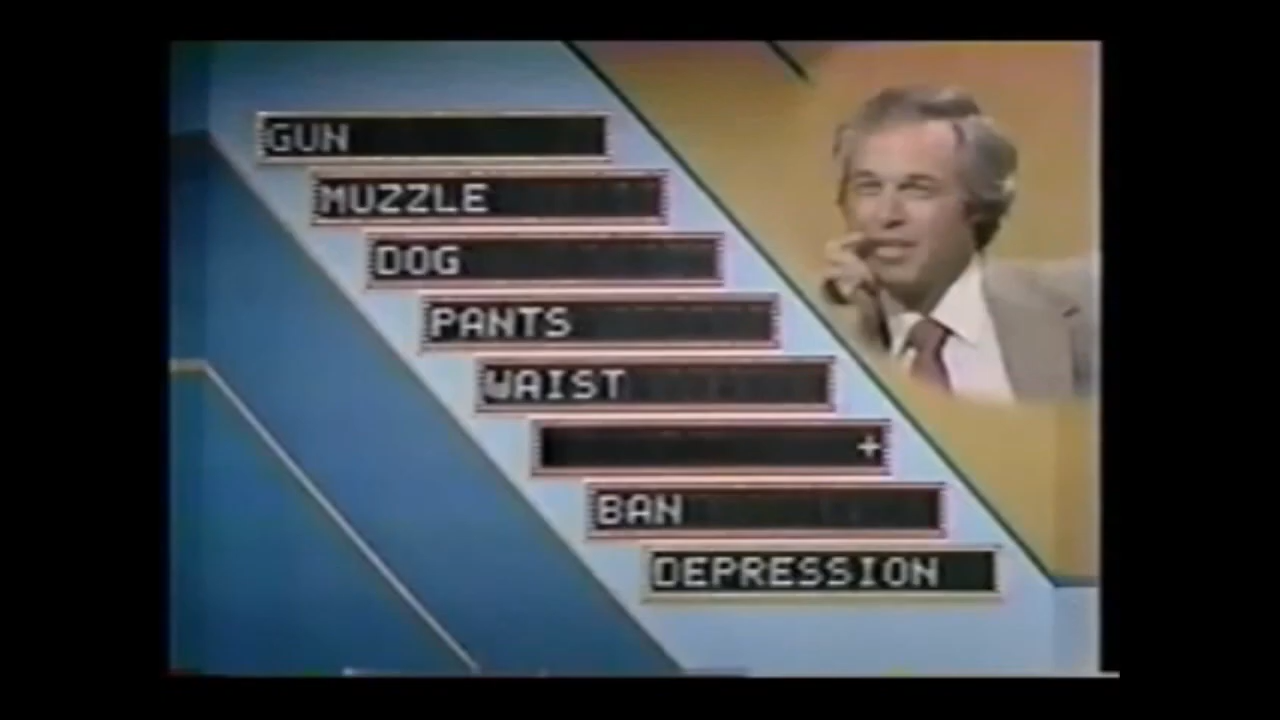 GUN
MUZZLE
DOG
PANTS
WAIST
+
BAN
DEPRESSION